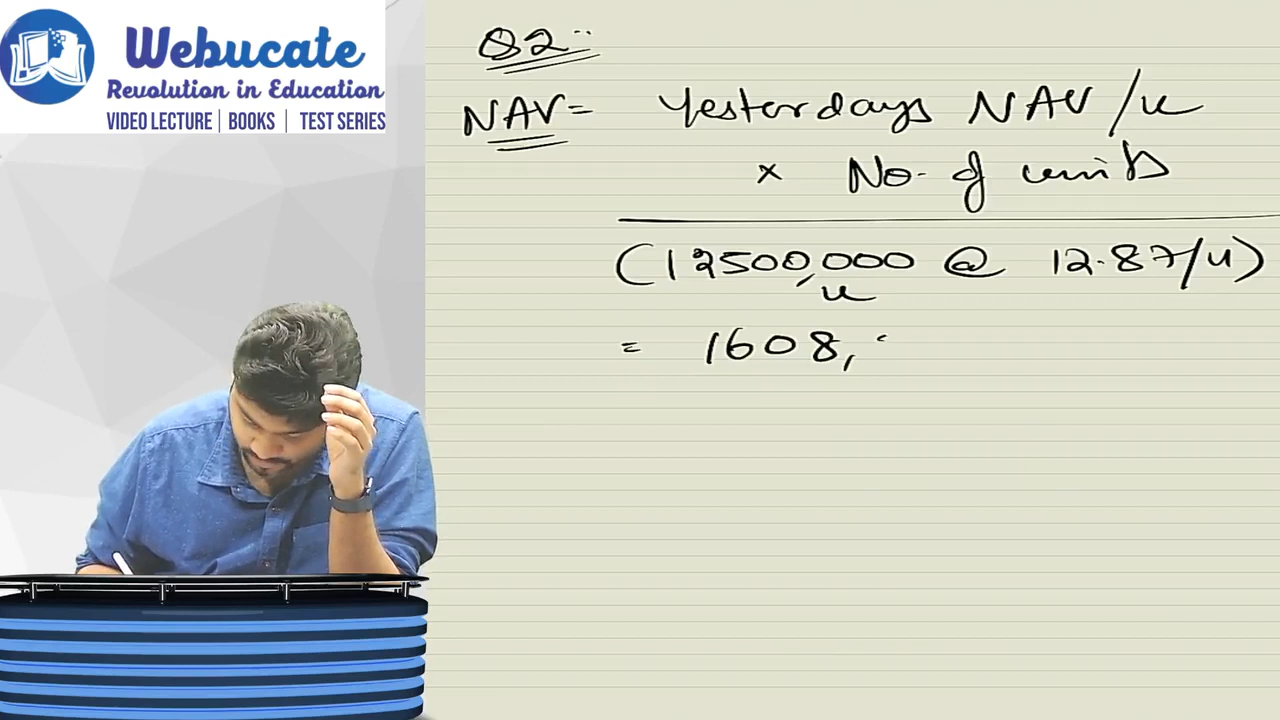 Webucate
Revolution in Education
VIDEO LECTURE | BOOKS | TEST SERIES
Q2:
NAV = Yesterdays NAV/u
× No. of units
(12500,000 @ 12.87/u)
u
= 1608,